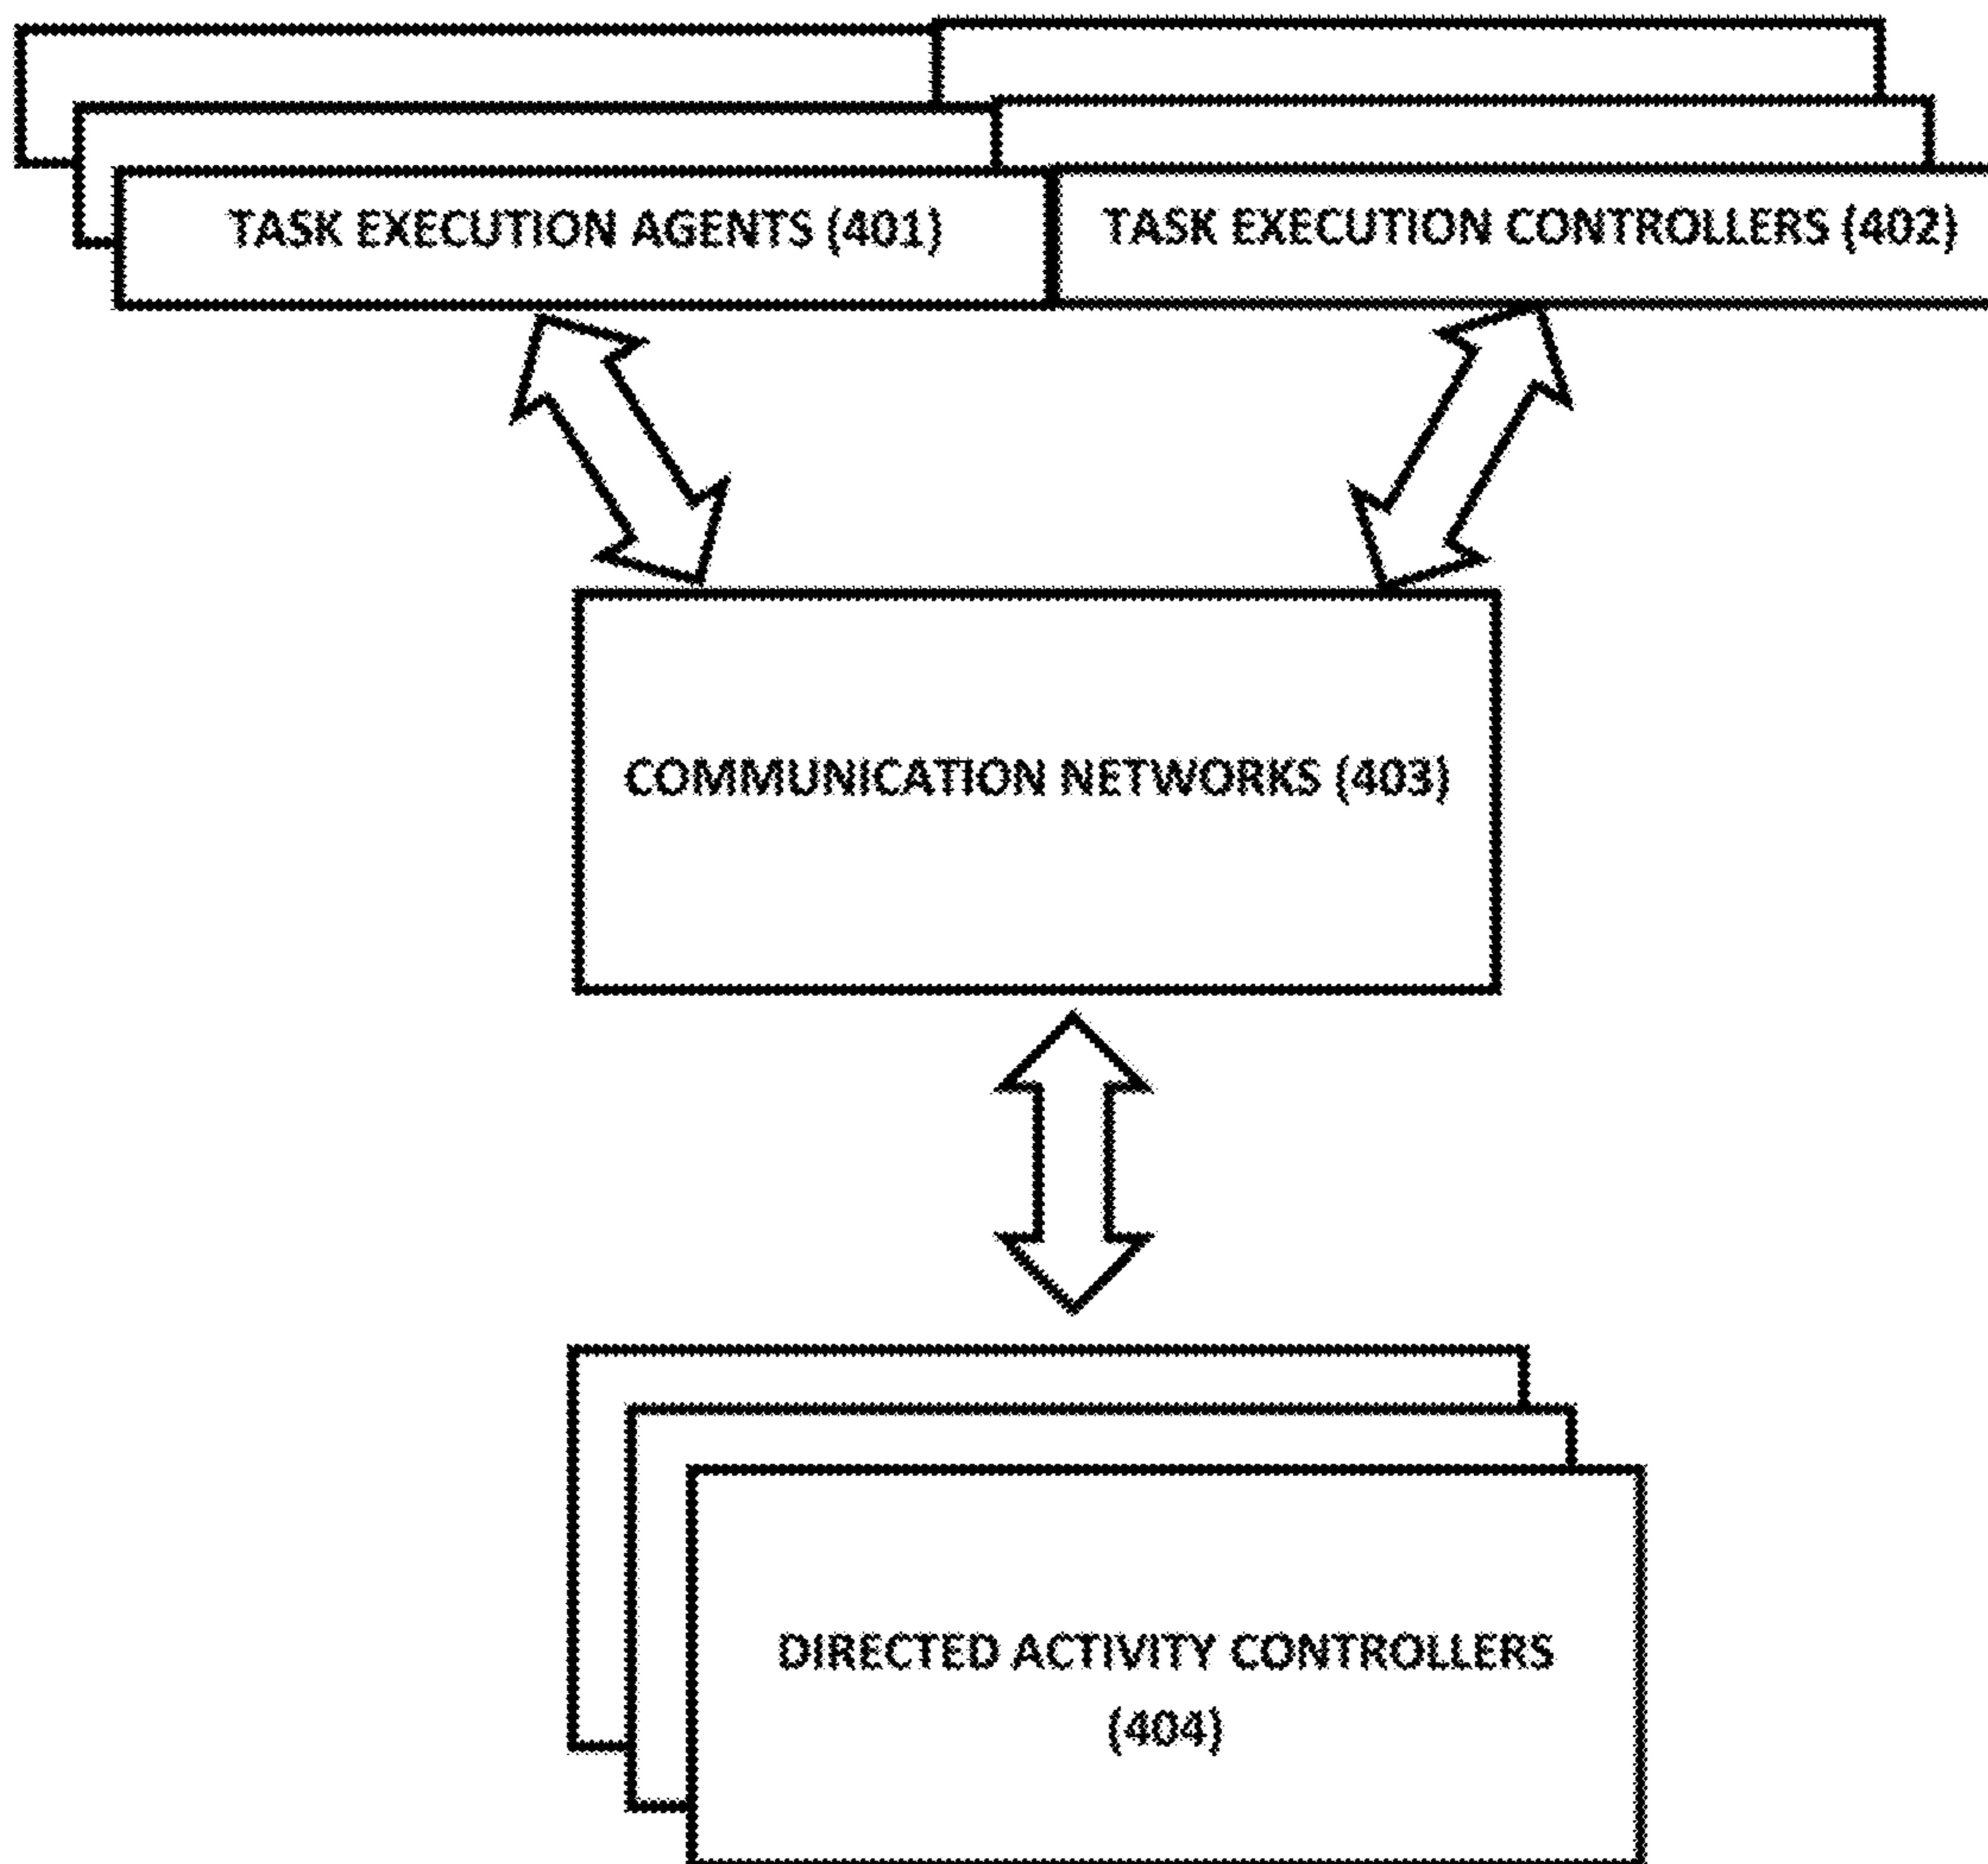 TASK EXECUTION AGENTS (401)
TASK EXECUTION CONTROLLERS (402)
COMMUNICATION NETWORKS (403)
DIRECTED ACTIVITY CONTROLLERS
(404)